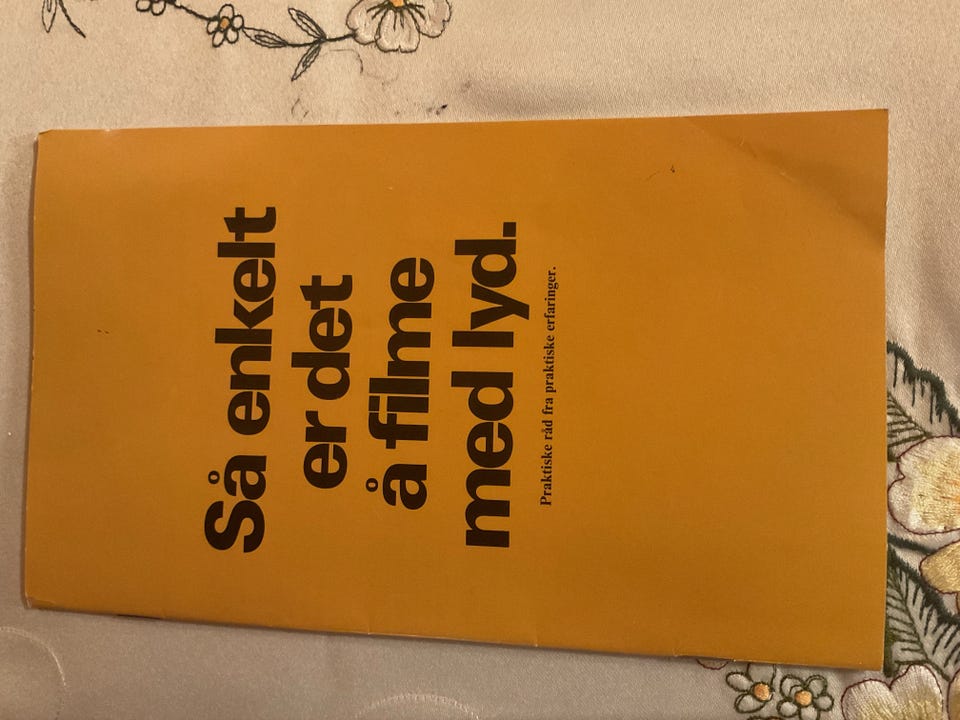 Så enkelt
er det
å filme
med lyd.
Praktiske råd fra praktiske erfaringer.